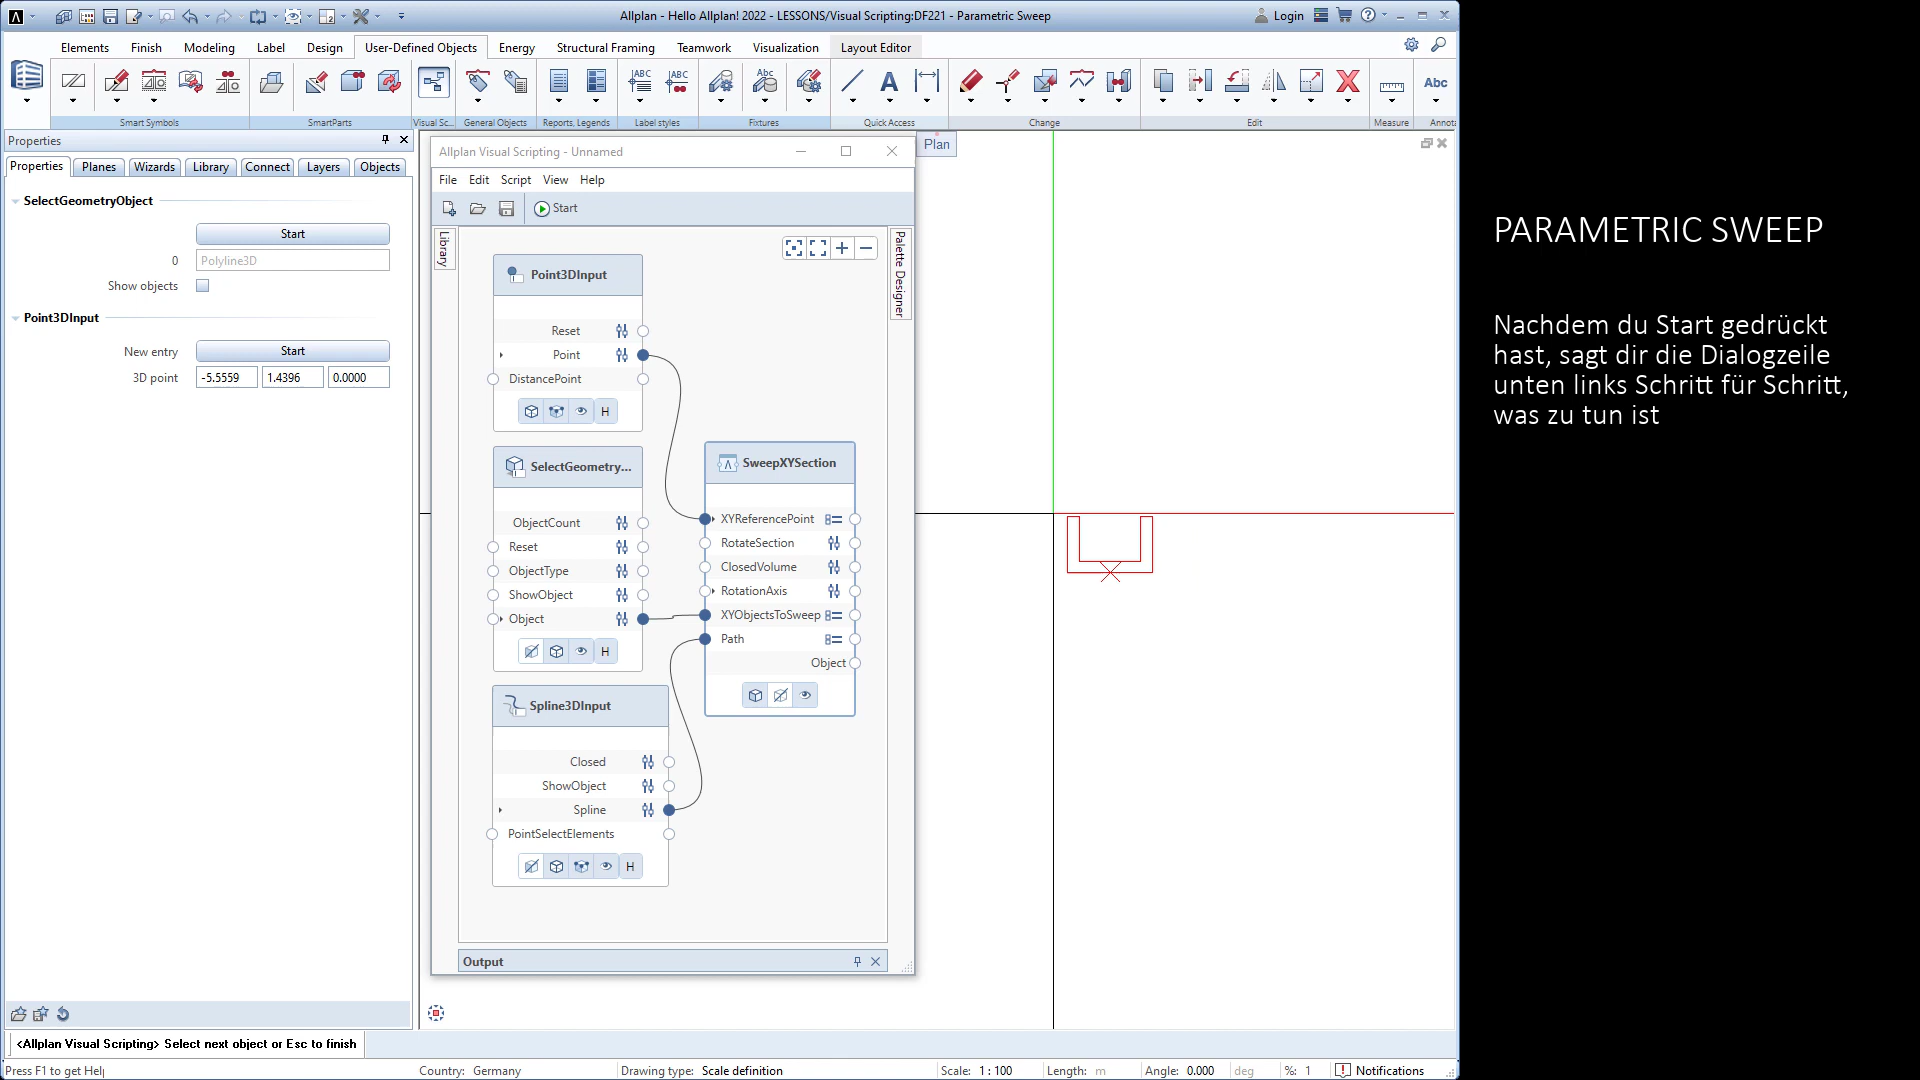 Allplan - Hello Allplan! 2022 - LESSONS/Visual Scripting:DF221 - Parametric Sweep
Login
Elements
Finish
Modeling
Label
Design
User-Defined Objects
Energy
Structural Framing
Teamwork
Visualization
Layout Editor
Smart Symbols
SmartParts
Visual Sc...
General Objects
Reports, Legends
Label styles
Fixtures
Quick Access
Change
Edit
Measure
Annota
Properties
Properties
Planes
Wizards
Library
Connect
Layers
Objects
SelectGeometryObject
Start
0
Polyline3D
Show objects
Point3DInput
New entry
Start
3D point
-5.5559
1.4396
0.0000
Allplan Visual Scripting - Unnamed
File
Edit
Script
View
Help
Start
Library
Palette Designer
Plan
Point3DInput
Reset
Point
DistancePoint
H
SelectGeometry...
ObjectCount
Reset
ObjectType
ShowObject
Object
H
Spline3DInput
Closed
ShowObject
Spline
PointSelectElements
H
SweepXYSection
XYReferencePoint
RotateSection
ClosedVolume
RotationAxis
XYObjectsToSweep
Path
Object
Output
<Allplan Visual Scripting> Select next object or Esc to finish
Press F1 to get Hel
Country:
Germany
Drawing type:
Scale definition
Scale:
1 : 100
Length:
m
Angle:
0.000
deg
%:
1
Notifications
PARAMETRIC SWEEP
Nachdem du Start gedrückt
hast, sagt dir die Dialogzeile
unten links Schritt für Schritt,
was zu tun ist